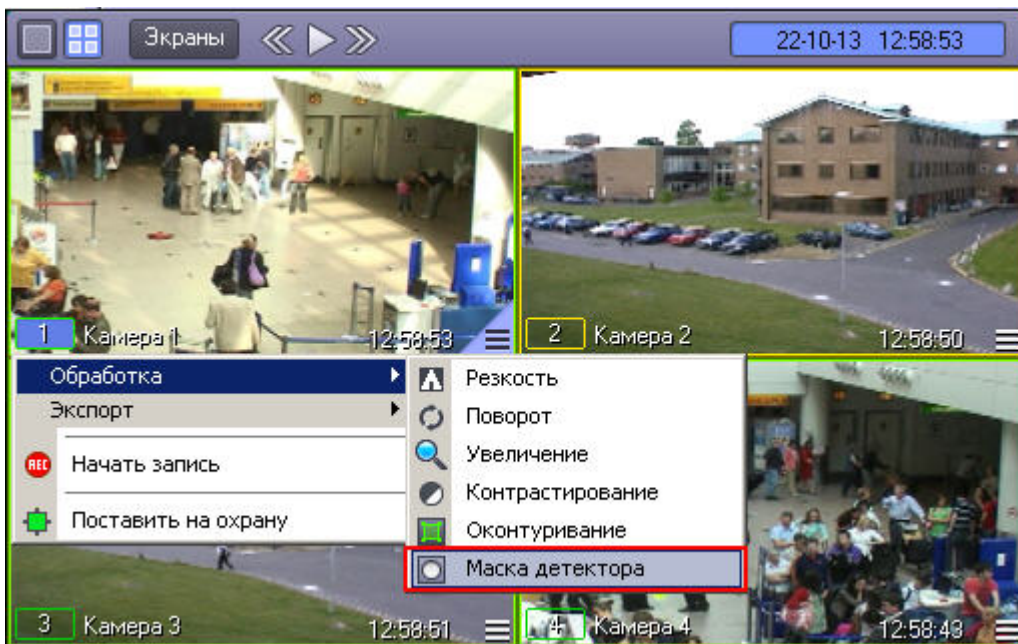 Экраны
22-10-13 12:58:53
1 Камера 1 12:58:53
2 Камера 2 12:58:50
Обработка
Экспорт
REC Начать запись
Поставить на охрану
Резкость
Поворот
Увеличение
Контрастирование
Оконтуривание
Маска детектора
3 Камера 3 12:58:51
4 Камера 4 12:58:43